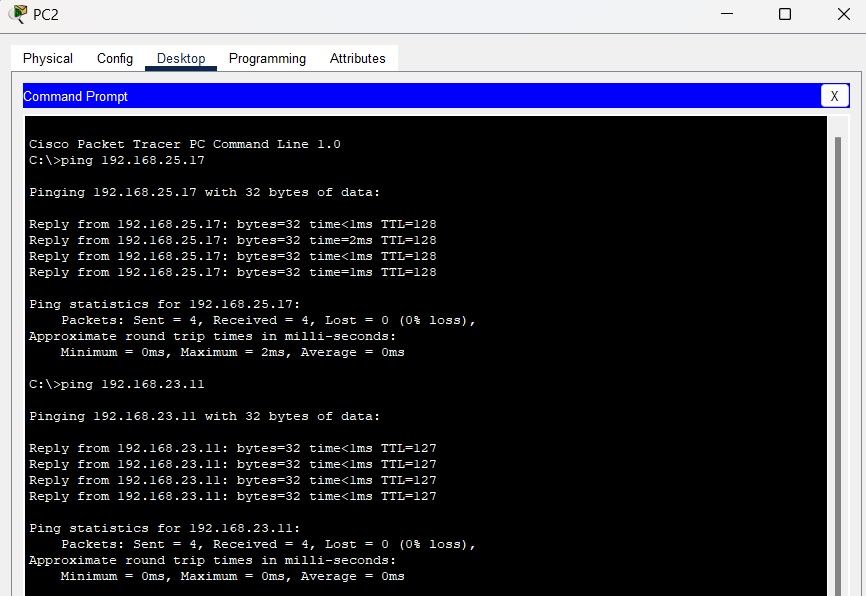 PC2
Physical Config Desktop Programming Attributes
Command Prompt
X
Cisco Packet Tracer PC Command Line 1.0
C:\>ping 192.168.25.17
Pinging 192.168.25.17 with 32 bytes of data:
Reply from 192.168.25.17: bytes=32 time<1ms TTL=128
Reply from 192.168.25.17: bytes=32 time=2ms TTL=128
Reply from 192.168.25.17: bytes=32 time<1ms TTL=128
Reply from 192.168.25.17: bytes=32 time=1ms TTL=128
Ping statistics for 192.168.25.17:
    Packets: Sent = 4, Received = 4, Lost = 0 (0% loss),
Approximate round trip times in milli-seconds:
    Minimum = 0ms, Maximum = 2ms, Average = 0ms
C:\>ping 192.168.23.11
Pinging 192.168.23.11 with 32 bytes of data:
Reply from 192.168.23.11: bytes=32 time<1ms TTL=127
Reply from 192.168.23.11: bytes=32 time<1ms TTL=127
Reply from 192.168.23.11: bytes=32 time<1ms TTL=127
Reply from 192.168.23.11: bytes=32 time<1ms TTL=127
Ping statistics for 192.168.23.11:
    Packets: Sent = 4, Received = 4, Lost = 0 (0% loss),
Approximate round trip times in milli-seconds:
    Minimum = 0ms, Maximum = 0ms, Average = 0ms